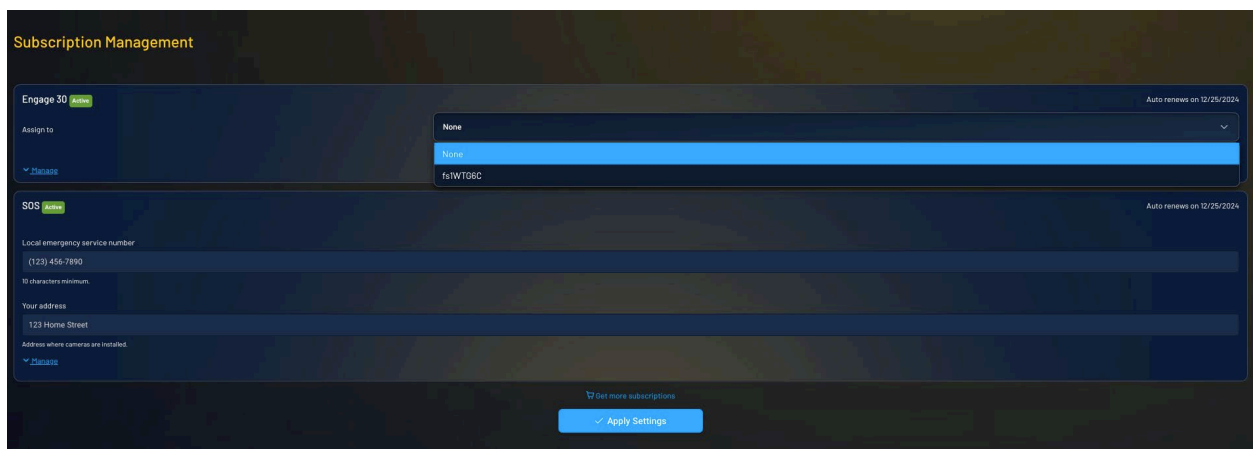 Subscription Management
Engage 30 Active
Auto renews on 12/25/2024
Assign to
None
None
fs1WTG6C
Manage
SOS Active
Auto renews on 12/25/2024
Local emergency service number
(123) 456-7890
10 characters minimum.
Your address
123 Home Street
Address where cameras are installed.
Manage
Get more subscriptions
Apply Settings